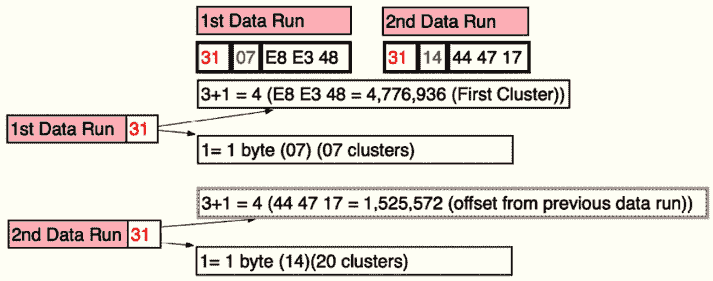 1st Data Run 2nd Data Run
31 07 E8 E3 48 31 14 44 47 17
3+1 = 4 (E8 E3 48 = 4,776,936 (First Cluster))
1st Data Run 31
1= 1 byte (07) (07 clusters)
3+1 = 4 (44 47 17 = 1,525,572 (offset from previous data run))
2nd Data Run 31
1= 1 byte (14)(20 clusters)